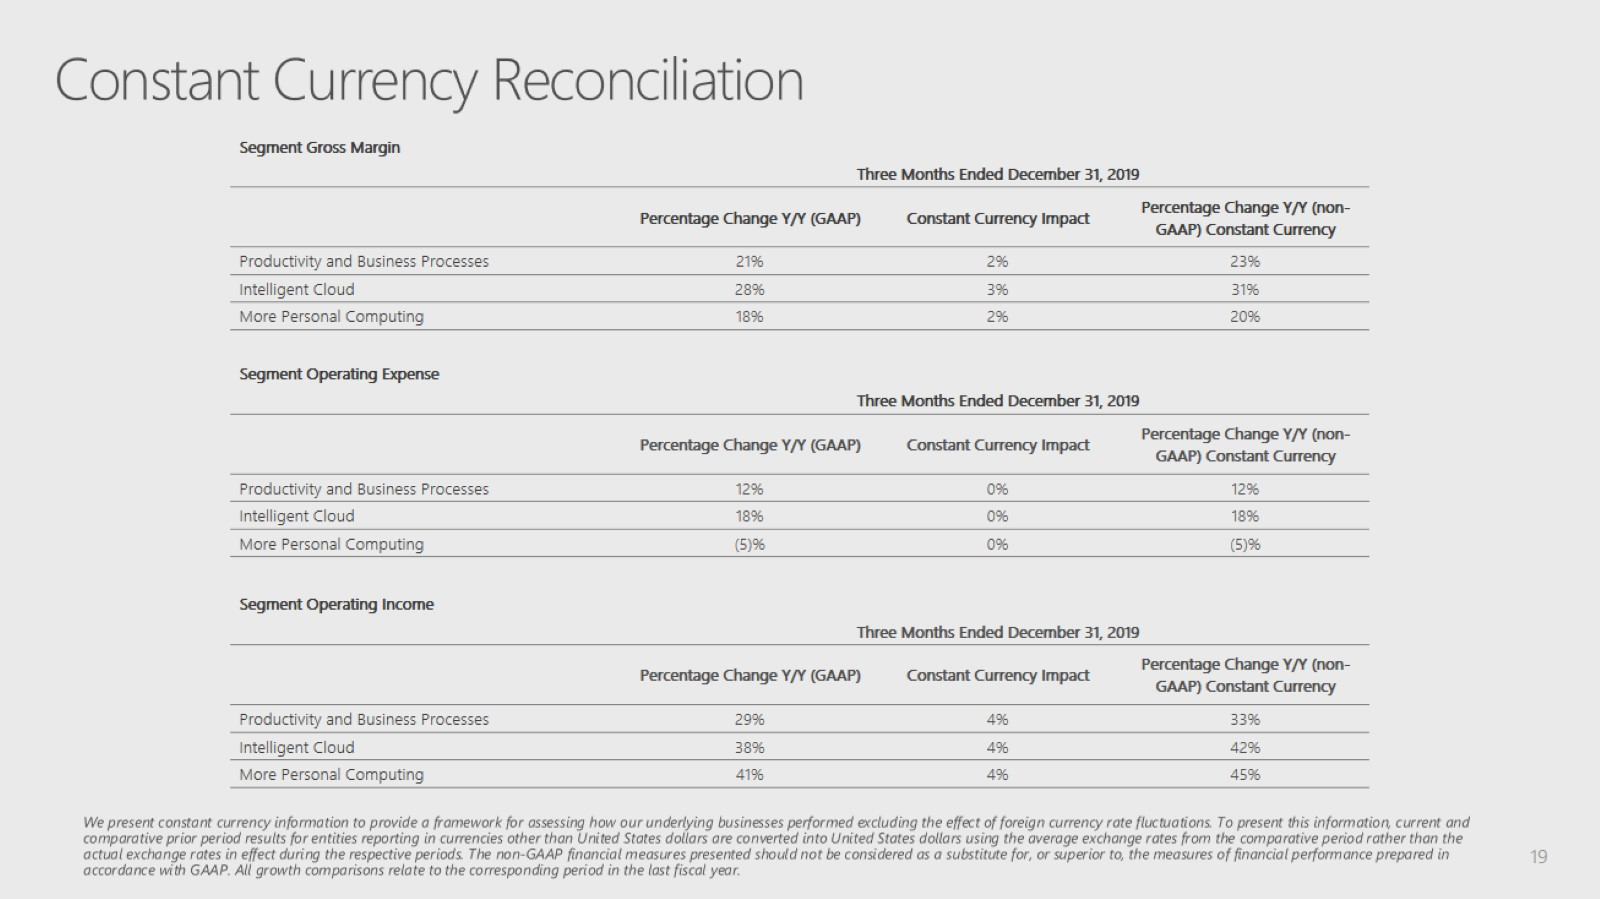 Constant Currency Reconciliation
Segment Gross Margin
Three Months Ended December 31, 2019
Percentage Change Y/Y (GAAP) Constant Currency Impact Percentage Change Y/Y (non-
GAAP) Constant Currency
Productivity and Business Processes 21% 2% 23%
Intelligent Cloud 28% 3% 31%
More Personal Computing 18% 2% 20%
Segment Operating Expense
Three Months Ended December 31, 2019
Percentage Change Y/Y (GAAP) Constant Currency Impact Percentage Change Y/Y (non-
GAAP) Constant Currency
Productivity and Business Processes 12% 0% 12%
Intelligent Cloud 18% 0% 18%
More Personal Computing (5)% 0% (5)%
Segment Operating Income
Three Months Ended December 31, 2019
Percentage Change Y/Y (GAAP) Constant Currency Impact Percentage Change Y/Y (non-
GAAP) Constant Currency
Productivity and Business Processes 29% 4% 33%
Intelligent Cloud 38% 4% 42%
More Personal Computing 41% 4% 45%
We present constant currency information to provide a framework for assessing how our underlying businesses performed excluding the effect of foreign currency rate fluctuations. To present this information, current and
comparative prior period results for entities reporting in currencies other than United States dollars are converted into United States dollars using the average exchange rates from the comparative period rather than the
actual exchange rates in effect during the respective periods. The non-GAAP financial measures presented should not be considered as a substitute for, or superior to, the measures of financial performance prepared in
accordance with GAAP. All growth comparisons relate to the corresponding period in the last fiscal year.
19